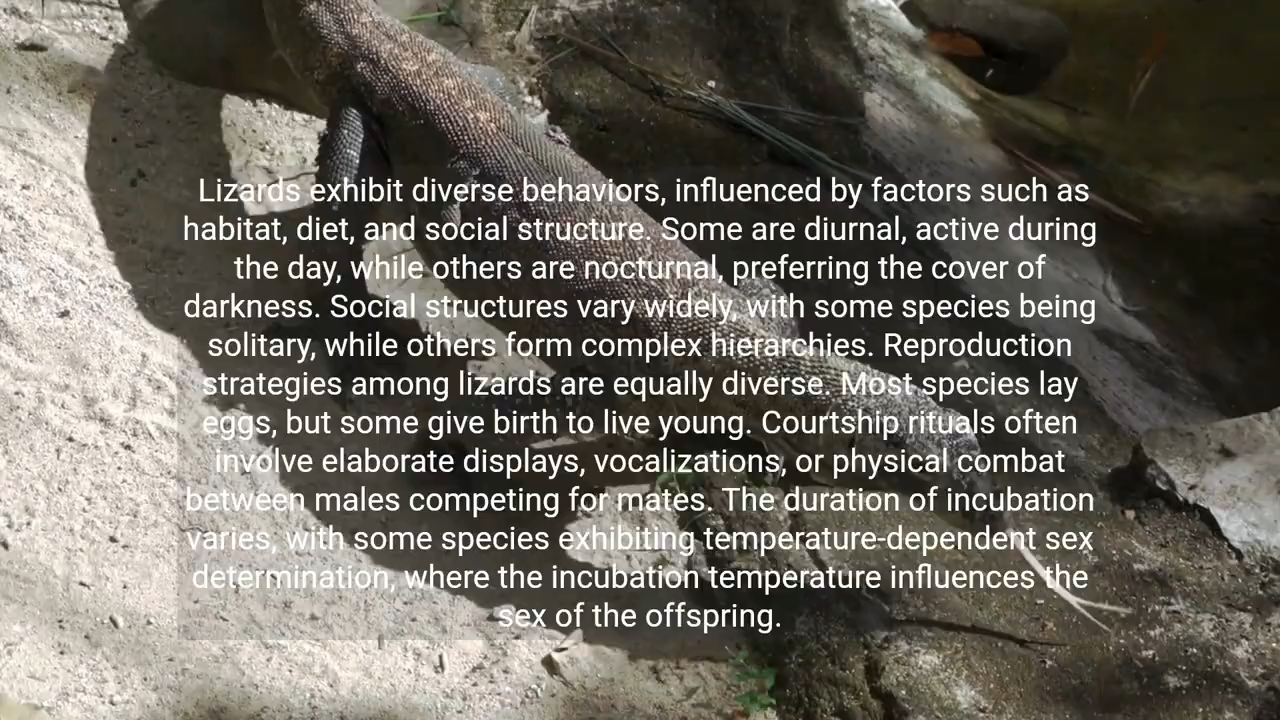 Lizards exhibit diverse behaviors, influenced by factors such as
habitat, diet, and social structure. Some are diurnal, active during
the day, while others are nocturnal, preferring the cover of
darkness. Social structures vary widely, with some species being
solitary, while others form complex hierarchies. Reproduction
strategies among lizards are equally diverse. Most species lay
eggs, but some give birth to live young. Courtship rituals often
involve elaborate displays, vocalizations, or physical combat
between males competing for mates. The duration of incubation
varies, with some species exhibiting temperature-dependent sex
determination, where the incubation temperature influences the
sex of the offspring.